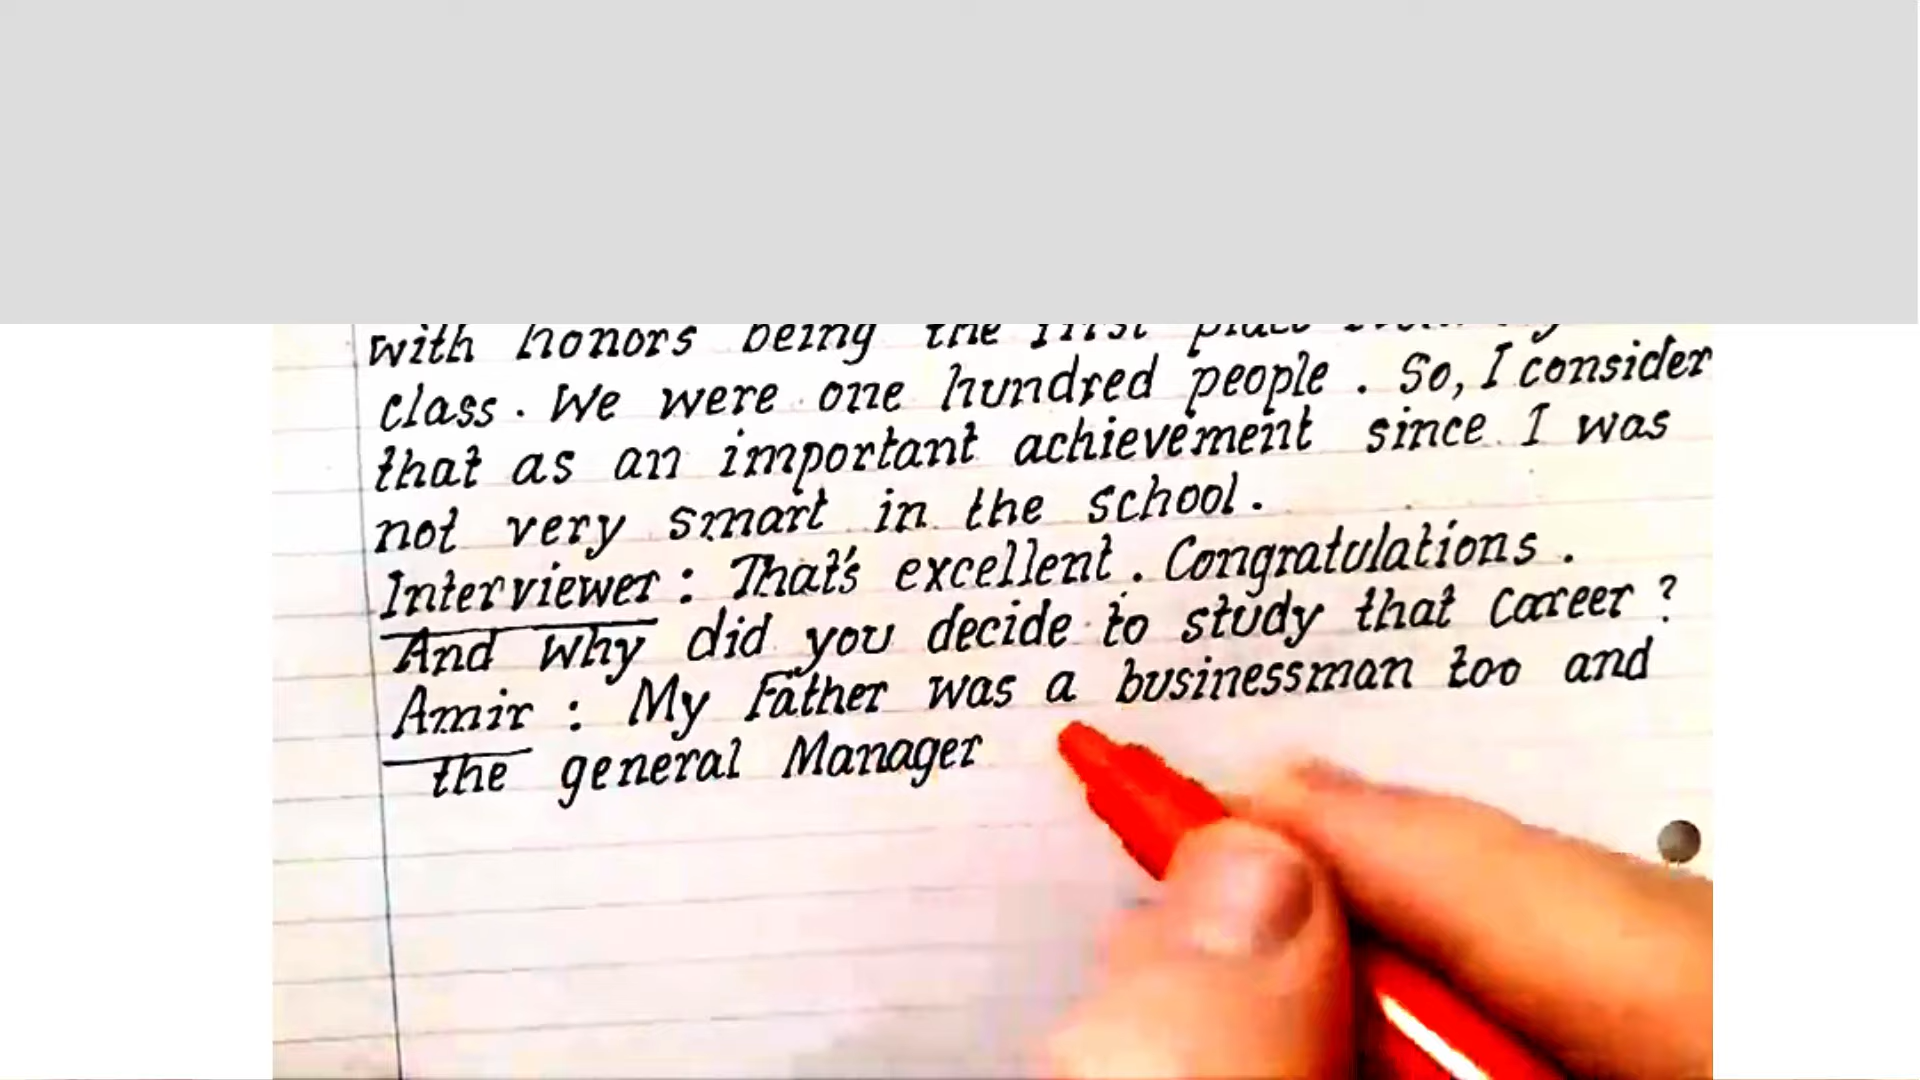 with honors being the first place
class. We were one hundred people. So, I consider
that as an important achievement since I was
not very smart in the school.
Interviewer: That's excellent. Congratulations.
And why did you decide to study that career?
Amir: My Father was a businessman too and
the general Manager